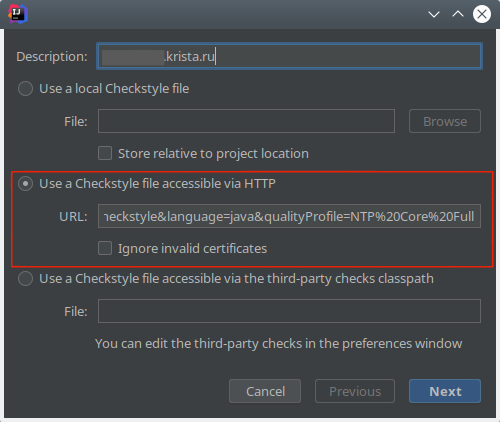 IJ
Description: .krista.ru
Use a local Checkstyle file
File: Browse
Store relative to project location
Use a Checkstyle file accessible via HTTP
URL: heckstyle&language=java&qualityProfile=NTP%20Core%20Full
Ignore invalid certificates
Use a Checkstyle file accessible via the third-party checks classpath
File:
You can edit the third-party checks in the preferences window
Cancel Previous Next